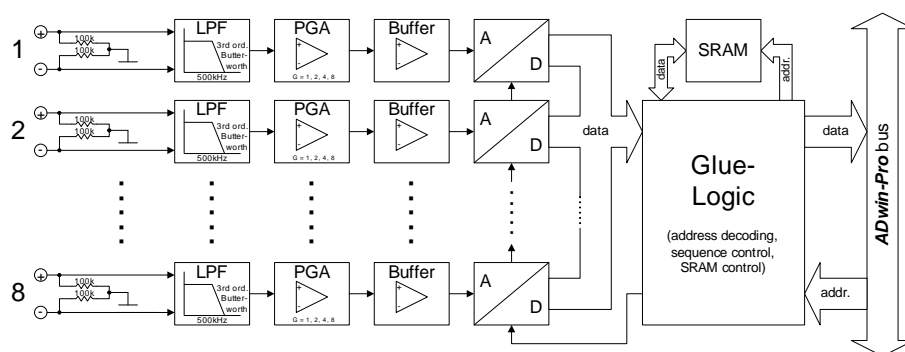 1
+
100k
100k
-
LPF
3rd ord.
Butter-
worth
500kHz
PGA
+
-
G = 1, 2, 4, 8
Buffer
+
-
A
D
2
+
100k
100k
-
LPF
3rd ord.
Butter-
worth
500kHz
PGA
+
-
G = 1, 2, 4, 8
Buffer
+
-
A
D
8
+
100k
100k
-
LPF
3rd ord.
Butter-
worth
500kHz
PGA
+
-
G = 1, 2, 4, 8
Buffer
+
-
A
D
data
SRAM
data
addr.
Glue-
Logic
(address decoding,
sequence control,
SRAM control)
data
addr.
ADwin-Pro bus